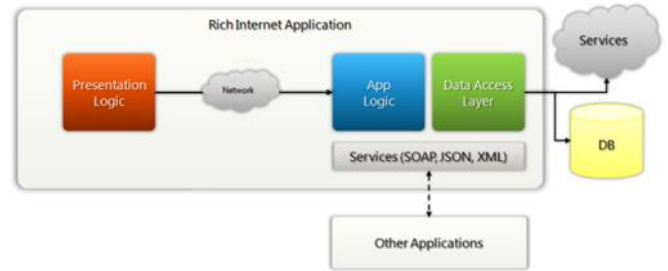 Rich Internet Application
Services
Presentation
Logic
Network
App
Logic
Data Access
Layer
DB
Services (SOAP, JSON, XML)
Other Applications